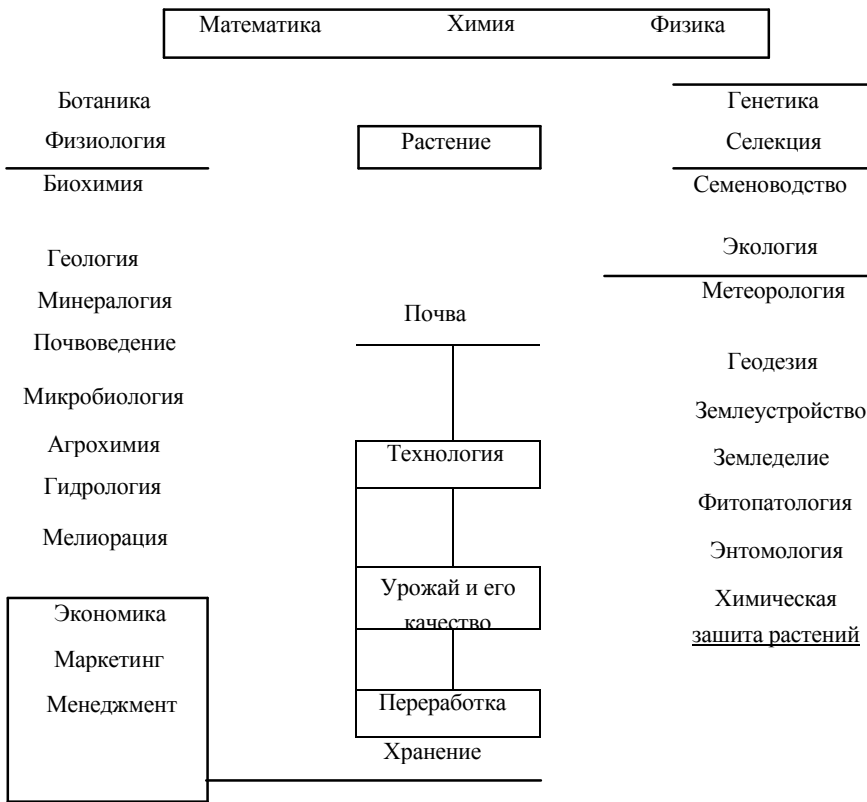 Математика Химия Физика
Ботаника
Физиология
Биохимия
Геология
Минералогия
Почвоведение
Микробиология
Агрохимия
Гидрология
Мелиорация
Экономика
Маркетинг
Менеджмент
Растение
Почва
Технология
Урожай и его
качество
Переработка
Хранение
Генетика
Селекция
Семеноводство
Экология
Метеорология
Геодезия
Землеустройство
Земледелие
Фитопатология
Энтомология
Химическая
зашита растений